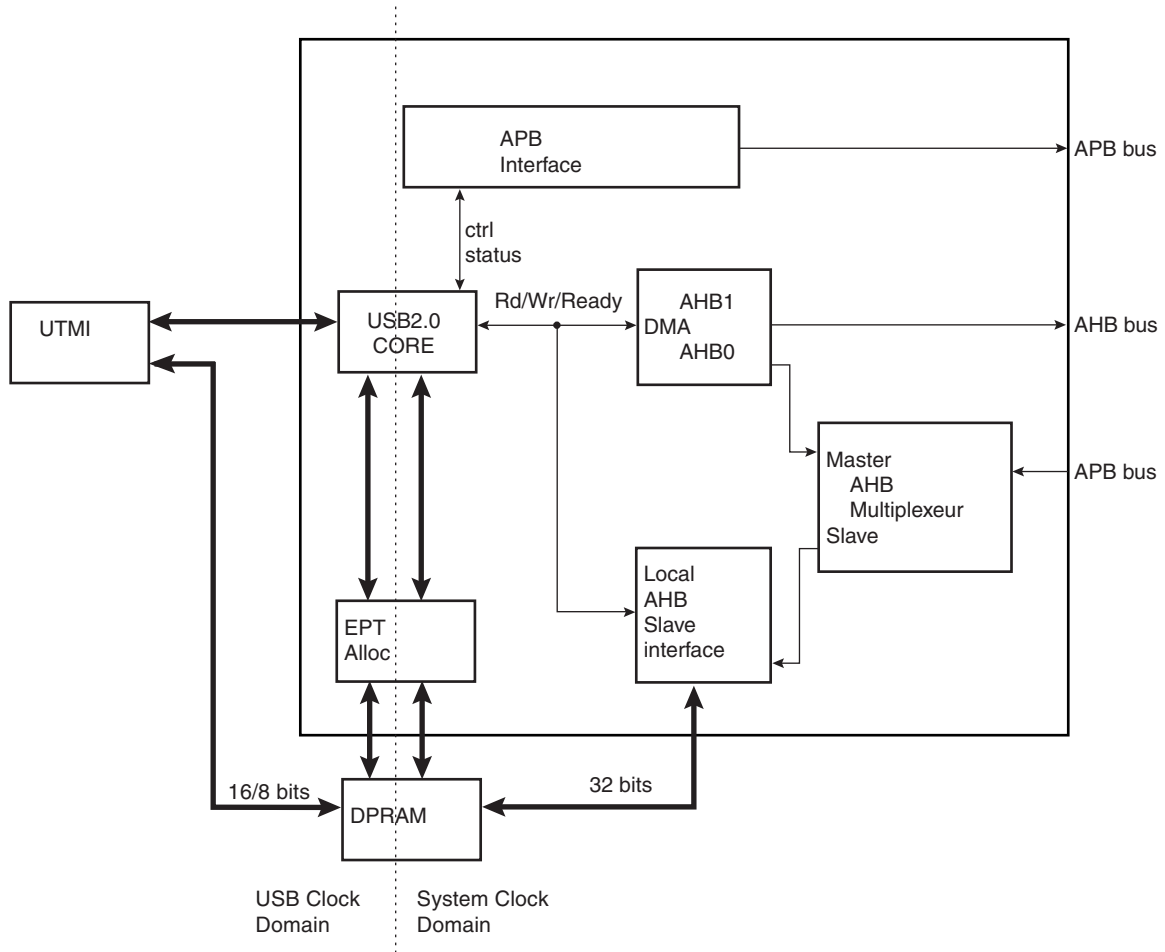 APB
Interface
APB bus
ctrl
status
UTMI
USB2.0
CORE
Rd/Wr/Ready
AHB1
DMA
AHB0
AHB bus
Master
AHB
Multiplexeur
Slave
APB bus
Local
AHB
Slave
interface
EPT
Alloc
16/8 bits
DPRAM
32 bits
USB Clock
Domain
System Clock
Domain